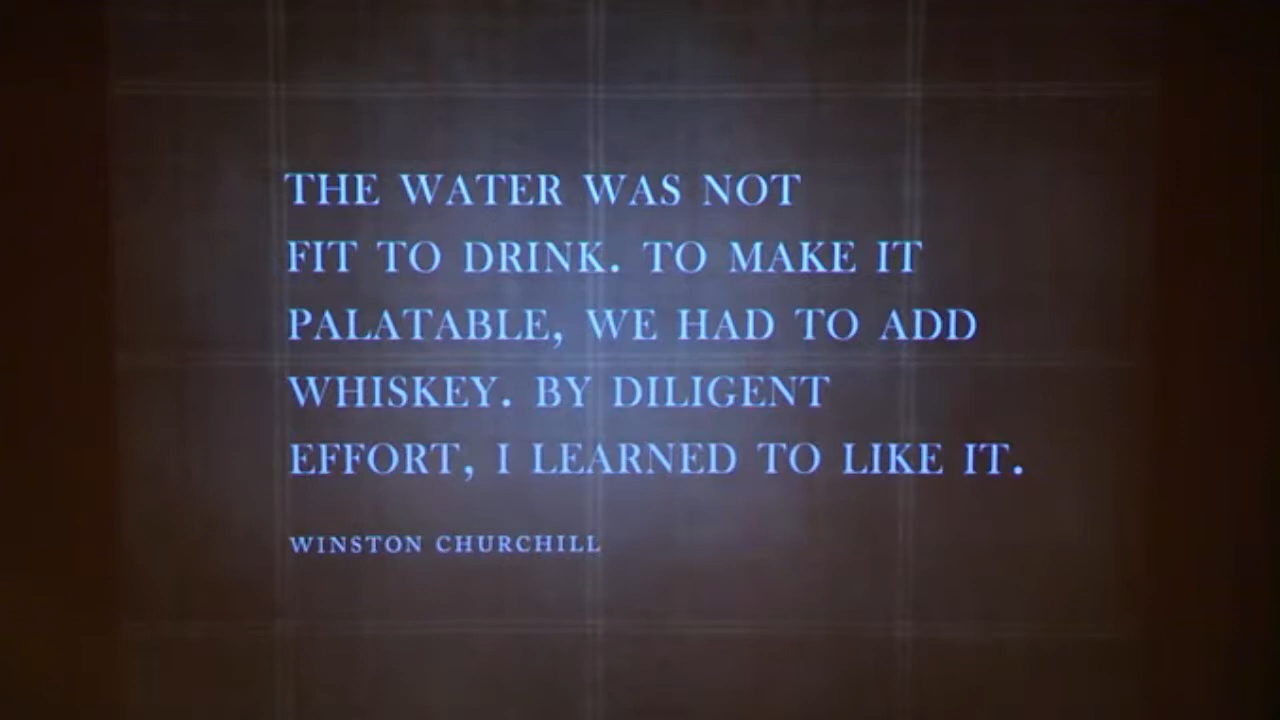 THE WATER WAS NOT
FIT TO DRINK. TO MAKE IT
PALATABLE, WE HAD TO ADD
WHISKEY. BY DILIGENT
EFFORT, I LEARNED TO LIKE IT.
WINSTON CHURCHILL